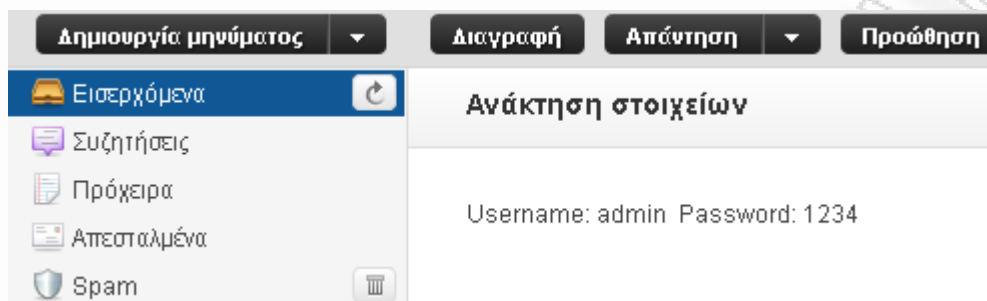 Δημιουργία μηνύματος
Διαγραφή
Απάντηση
Προώθηση
Εισερχόμενα
Συζητήσεις
Πρόχειρα
Απεσταλμένα
Spam
Ανάκτηση στοιχείων
Username: admin Password: 1234